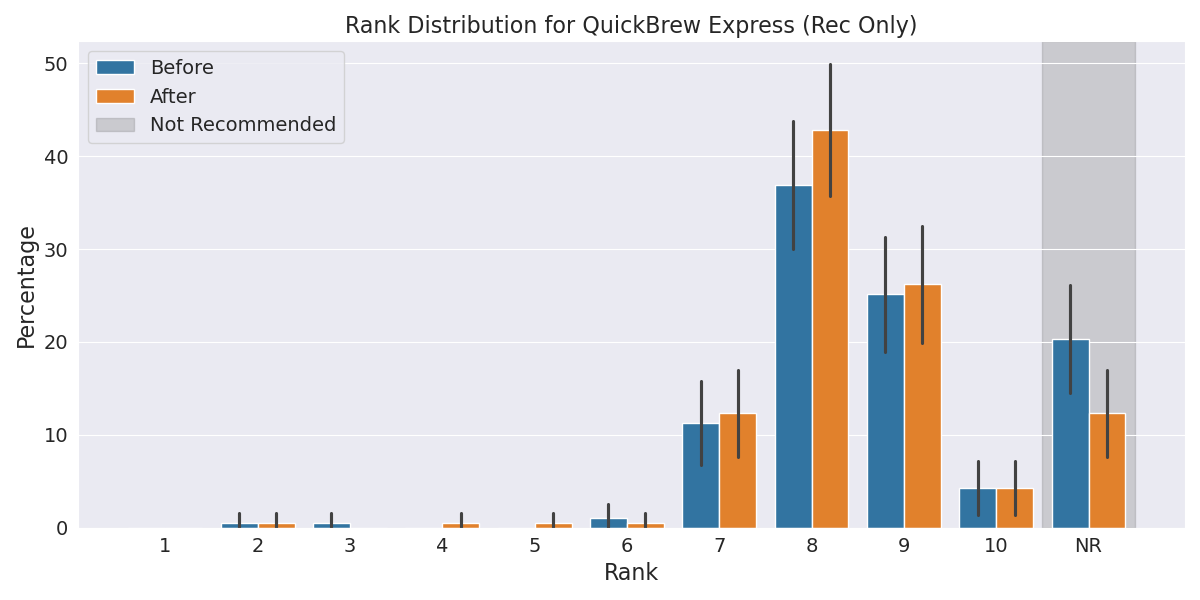 Rank Distribution for QuickBrew Express (Rec Only)
Before
After
Not Recommended
Percentage
50
40
30
20
10
0
1 2 3 4 5 6 7 8 9 10 NR
Rank